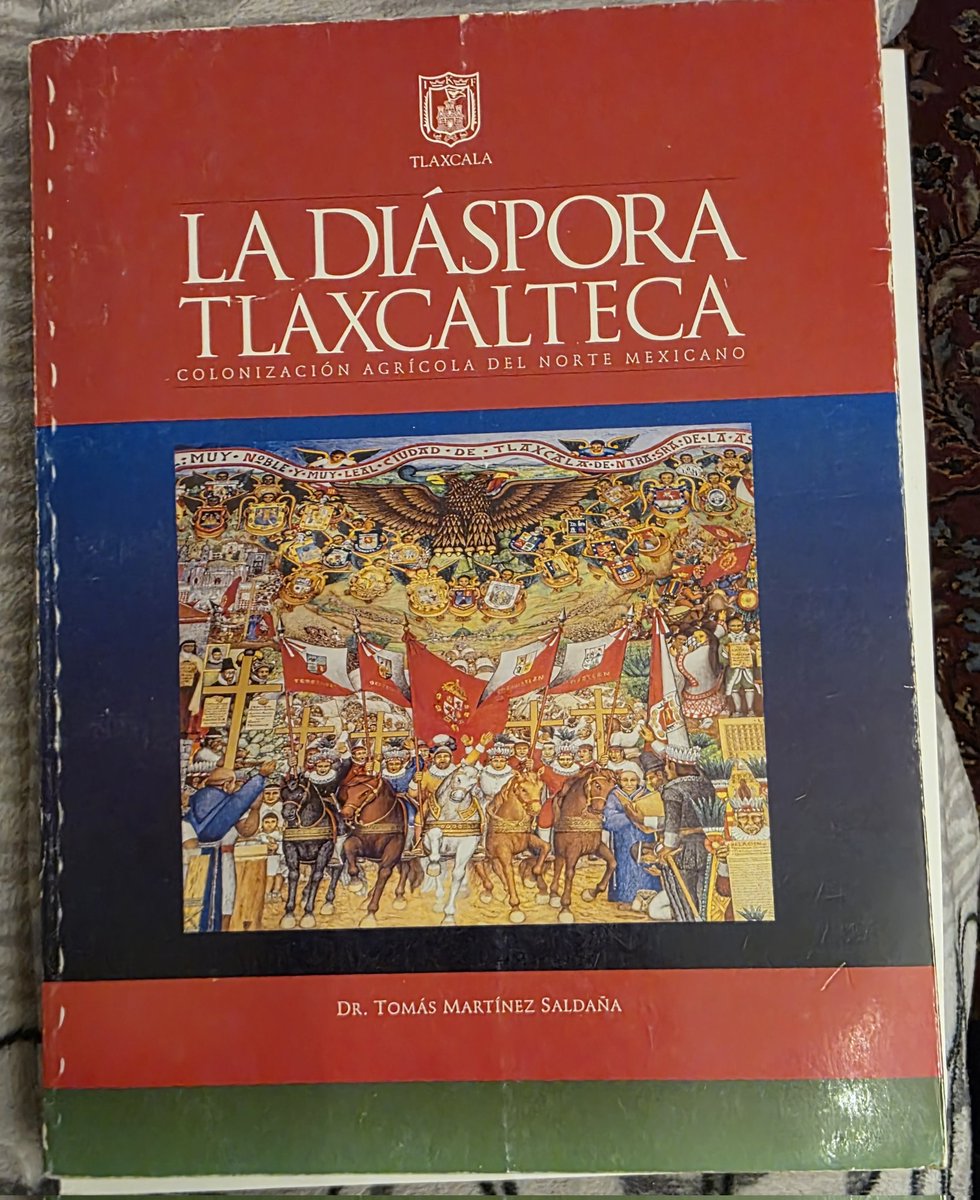 I K F
TLAXCALA
LA DIÁSPORA
TLAXCALTECA
COLONIZACIÓN AGRÍCOLA DEL NORTE MEXICANO
MUY · NOBLE · Y · MUY · LEAL · CIUDAD · DE · TLAXCALA · DE · NTRA · SRA · DE · LA · AS
DR. TOMÁS MARTÍNEZ SALDAÑA